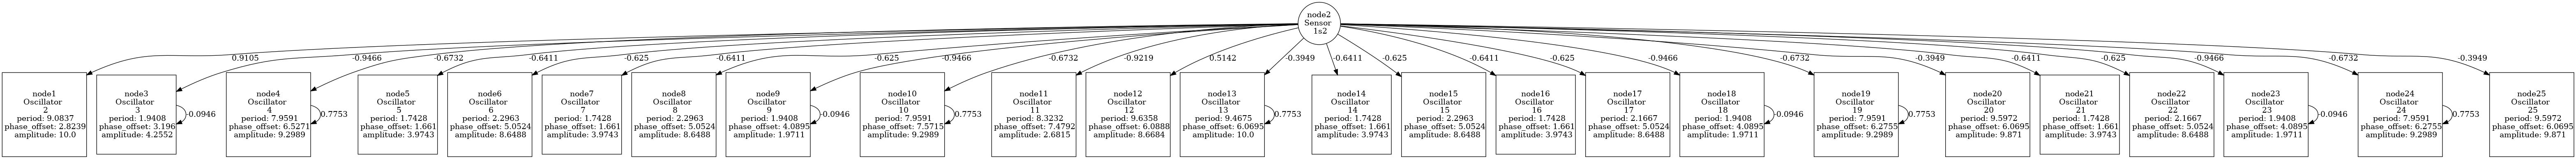 node2
Sensor
1s2
0.9105
-0.9466
-0.6732
-0.6411
-0.625
-0.6411
-0.625
-0.9466
-0.6732
-0.9219
0.5142
-0.3949
-0.6411
-0.625
-0.6411
-0.625
-0.9466
-0.6732
-0.3949
-0.6411
-0.625
-0.9466
-0.6732
-0.3949
node1
Oscillator
2
period: 9.0837
phase_offset: 2.8239
amplitude: 10.0
node3
Oscillator
3
period: 1.9408
phase_offset: 3.196
amplitude: 4.2552
-0.0946
node4
Oscillator
4
period: 7.9591
phase_offset: 6.5271
amplitude: 9.2989
0.7753
node5
Oscillator
5
period: 1.7428
phase_offset: 1.661
amplitude: 3.9743
node6
Oscillator
6
period: 2.2963
phase_offset: 5.0524
amplitude: 8.6488
node7
Oscillator
7
period: 1.7428
phase_offset: 1.661
amplitude: 3.9743
node8
Oscillator
8
period: 2.2963
phase_offset: 5.0524
amplitude: 8.6488
node9
Oscillator
9
period: 1.9408
phase_offset: 4.0895
amplitude: 1.9711
-0.0946
node10
Oscillator
10
period: 7.9591
phase_offset: 7.5715
amplitude: 9.2989
0.7753
node11
Oscillator
11
period: 8.3232
phase_offset: 7.4792
amplitude: 2.6815
node12
Oscillator
12
period: 9.6358
phase_offset: 6.0888
amplitude: 8.6684
node13
Oscillator
13
period: 9.4675
phase_offset: 6.0695
amplitude: 10.0
0.7753
node14
Oscillator
14
period: 1.7428
phase_offset: 1.661
amplitude: 3.9743
node15
Oscillator
15
period: 2.2963
phase_offset: 5.0524
amplitude: 8.6488
node16
Oscillator
16
period: 1.7428
phase_offset: 1.661
amplitude: 3.9743
node17
Oscillator
17
period: 2.1667
phase_offset: 5.0524
amplitude: 8.6488
node18
Oscillator
18
period: 1.9408
phase_offset: 4.0895
amplitude: 1.9711
-0.0946
node19
Oscillator
19
period: 7.9591
phase_offset: 6.2755
amplitude: 9.2989
0.7753
node20
Oscillator
20
period: 9.5972
phase_offset: 6.0695
amplitude: 9.871
node21
Oscillator
21
period: 1.7428
phase_offset: 1.661
amplitude: 3.9743
node22
Oscillator
22
period: 2.1667
phase_offset: 5.0524
amplitude: 8.6488
node23
Oscillator
23
period: 1.9408
phase_offset: 4.0895
amplitude: 1.9711
-0.0946
node24
Oscillator
24
period: 7.9591
phase_offset: 6.2755
amplitude: 9.2989
0.7753
node25
Oscillator
25
period: 9.5972
phase_offset: 6.0695
amplitude: 9.871